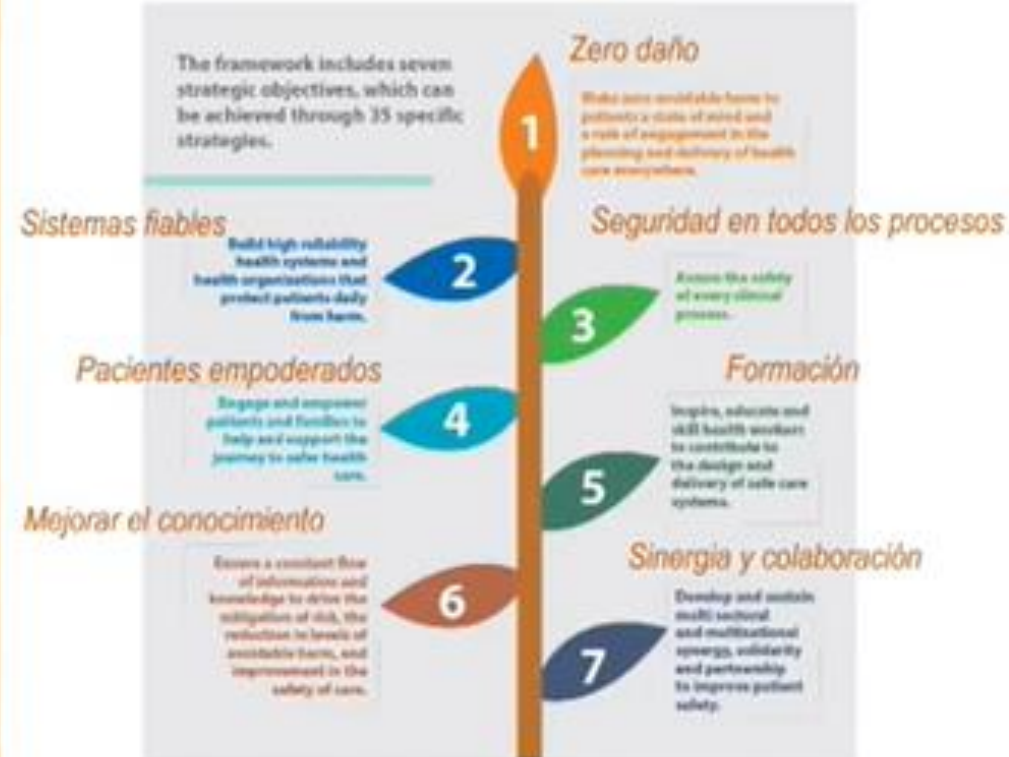 The framework includes seven
strategic objectives, which can
be achieved through 35 specific
strategies.
Zero daño
1
Make zero avoidable harm to
patients a state of mind and
a rule of engagement in the
planning and delivery of health
care everywhere.
Sistemas fiables
Build high reliability
health systems and
health organizations that
protect patients daily
from harm.
2
Seguridad en todos los procesos
3
Assure the safety
of every clinical
process.
Pacientes empoderados
Engage and empower
patients and families to
help and support the
journey to safer health
care.
4
Formación
5
Inspire, educate and
skill health workers
to contribute to
the design and
delivery of safe care
systems.
Mejorar el conocimiento
Ensure a constant flow
of information and
knowledge to drive the
mitigation of risk, the
reduction in levels of
avoidable harm, and
improvement in the
safety of care.
6
Sinergia y colaboración
7
Develop and sustain
multi sectoral
and multinational
synergy, solidarity
and partnership
to improve patient
safety.